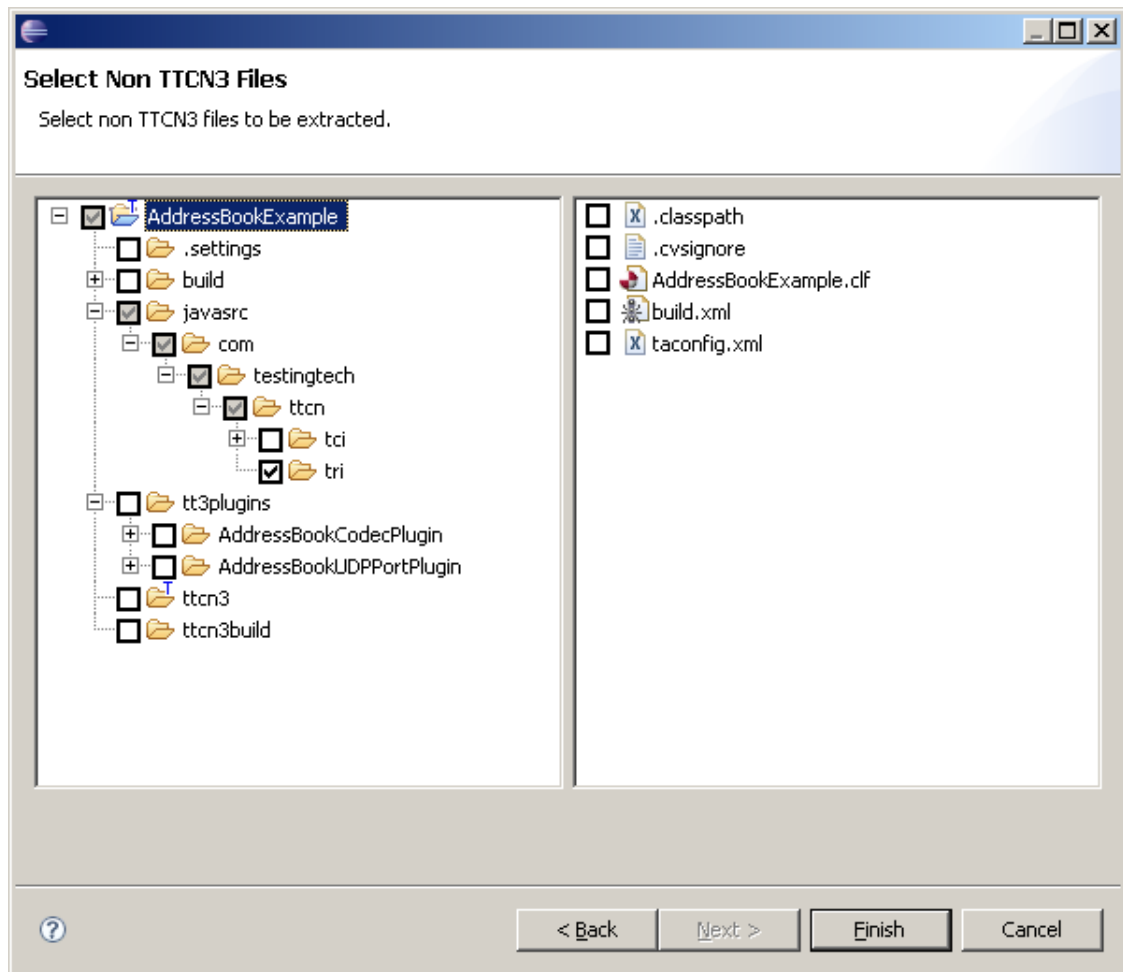 Select Non TTCN3 Files
Select non TTCN3 files to be extracted.
AddressBookExample
.settings
build
javasrc
com
testingtech
ttcn
tci
tri
tt3plugins
AddressBookCodecPlugin
AddressBookUDPPortPlugin
ttcn3
ttcn3build
.classpath
.cvsignore
AddressBookExample.clf
build.xml
taconfig.xml
< Back
Next >
Finish
Cancel